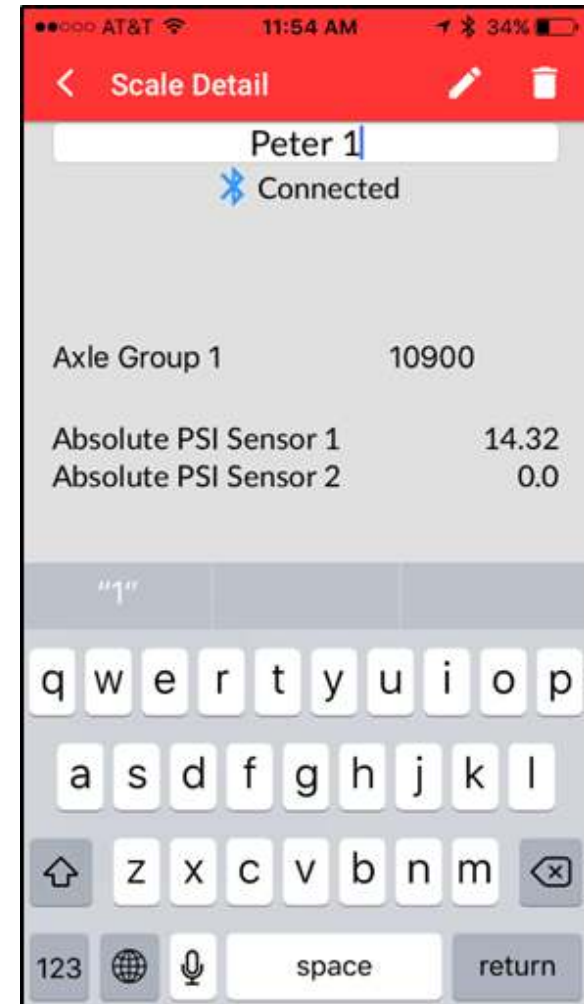 AT&T 11:54 AM 34%
Scale Detail
Peter 1
Connected
Axle Group 1 10900
Absolute PSI Sensor 1 14.32
Absolute PSI Sensor 2 0.0
“1”
q w e r t y u i o p
a s d f g h j k l
z x c v b n m
123 space return